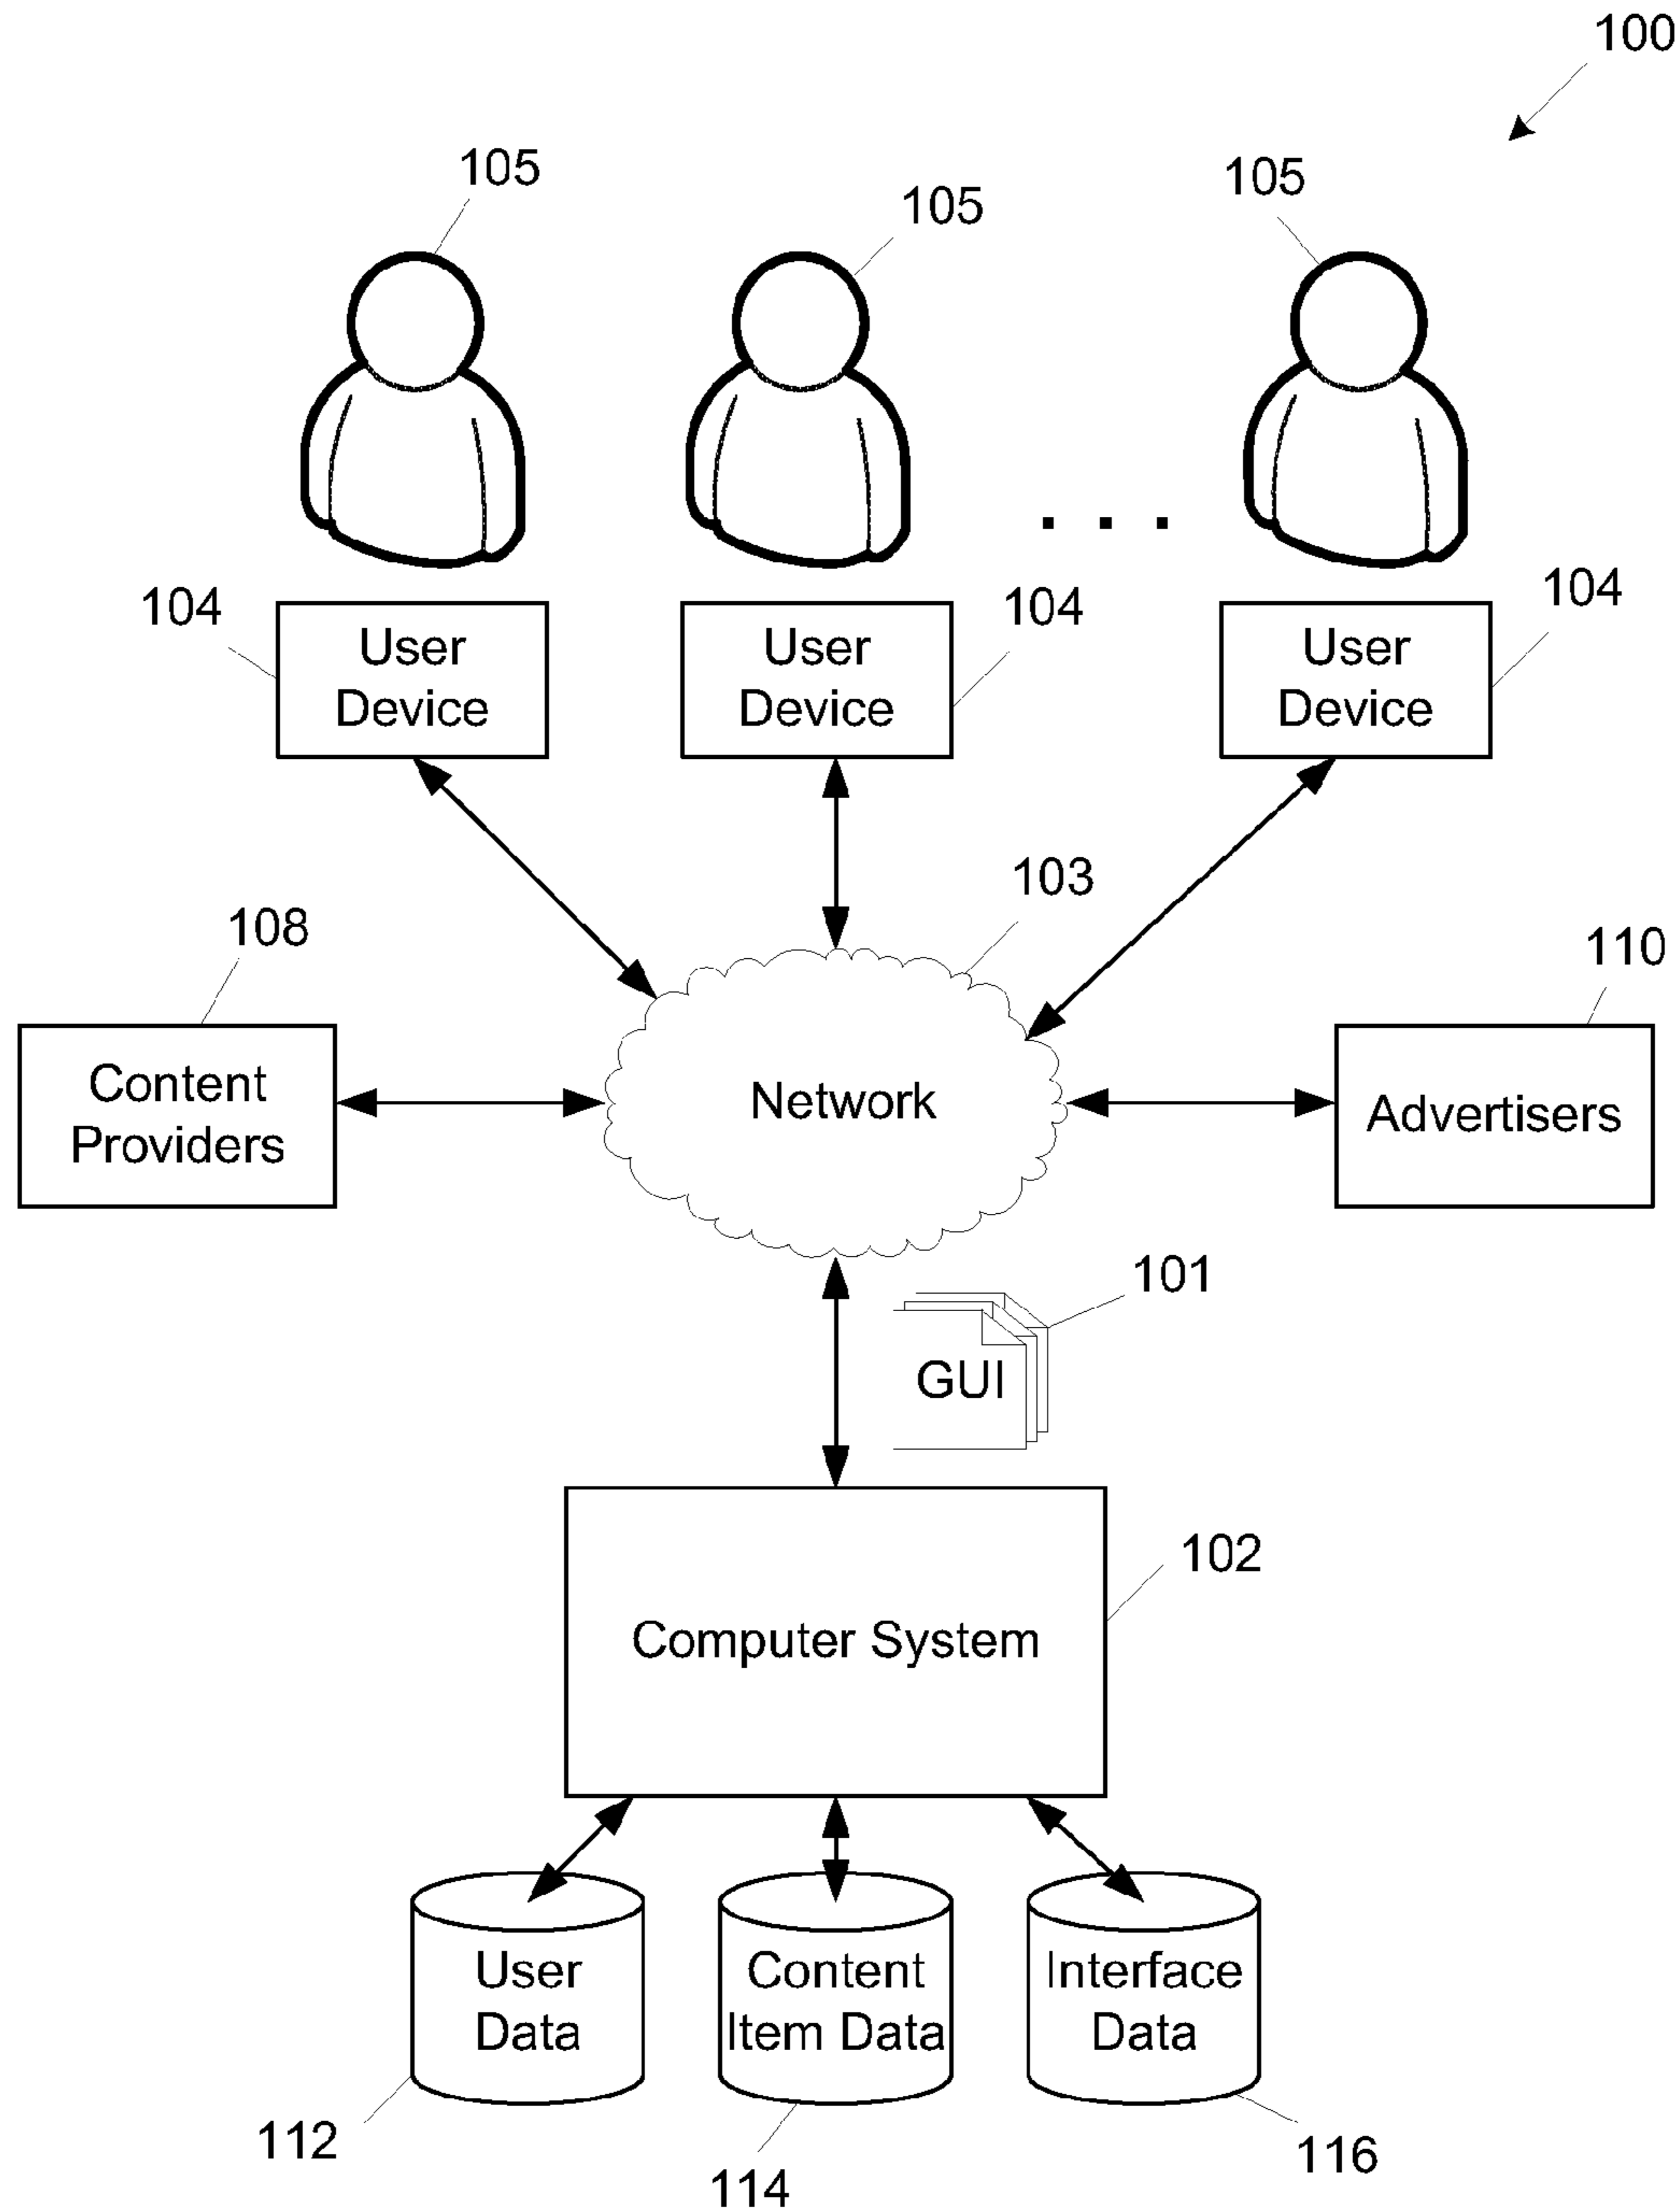 100
105
105
105
104
User
Device
User
Device
104
User
Device
104
103
108
110
Content
Providers
Network
Advertisers
101
GUI
102
Computer System
User
Data
Content
Item Data
Interface
Data
112
114
116